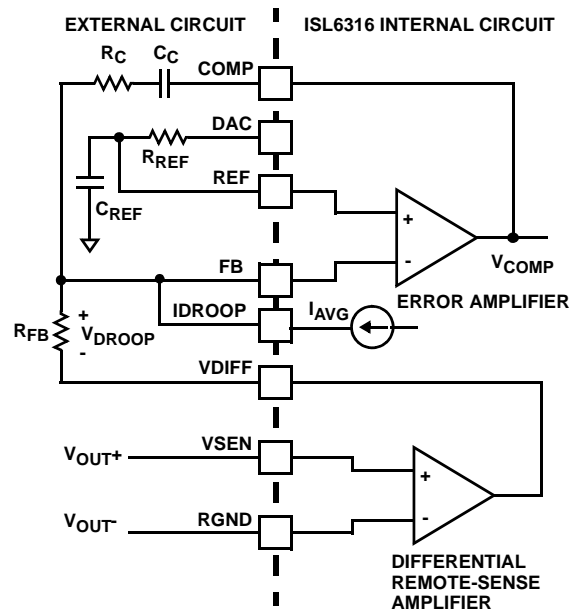 EXTERNAL CIRCUIT
ISL6316 INTERNAL CIRCUIT
RC
CC
COMP
DAC
RREF
REF
CREF
+
-
VCOMP
ERROR AMPLIFIER
FB
IDROOP
IAVG
RFB
+
VDROOP
-
VDIFF
VOUT+
VSEN
+
-
VOUT-
RGND
DIFFERENTIAL
REMOTE-SENSE
AMPLIFIER